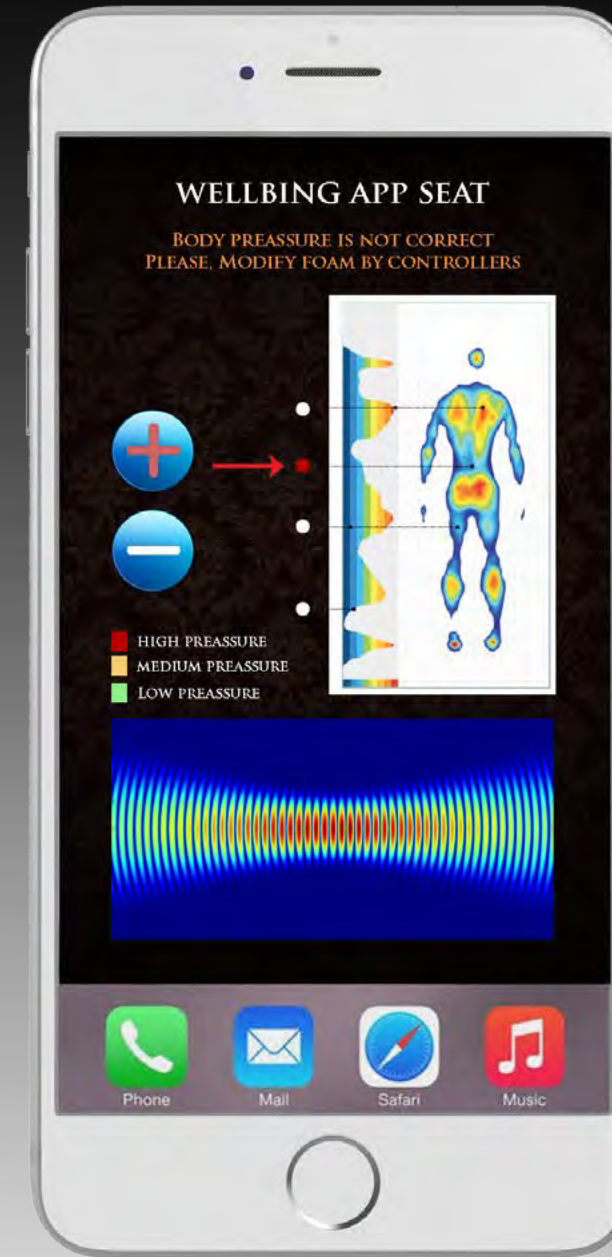 WELLBING APP SEAT
BODY PREASSURE IS NOT CORRECT
PLEASE, MODIFY FOAM BY CONTROLLERS
HIGH PREASSURE
MEDIUM PREASSURE
LOW PREASSURE
Phone Mail Safari Music